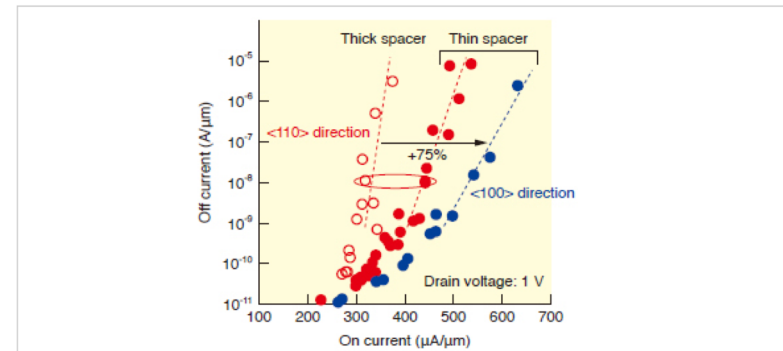 Thick spacer Thin spacer
10⁻⁵
10⁻⁶
<110> direction
10⁻⁷
+75%
10⁻⁸
<100> direction
10⁻⁹
10⁻¹⁰
Drain voltage: 1 V
10⁻¹¹
100 200 300 400 500 600 700
On current (μA/μm)
Off current (A/μm)